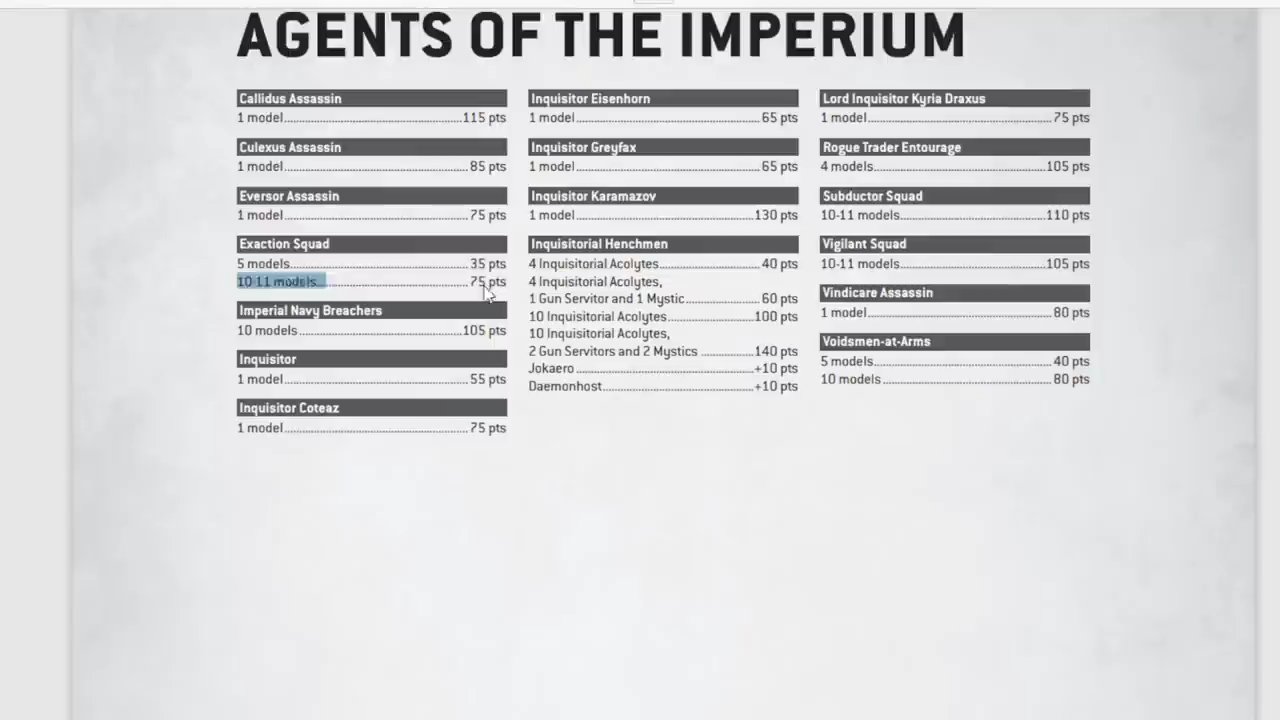 AGENTS OF THE IMPERIUM
Callidus Assassin
1 model 115 pts
Culexus Assassin
1 model 85 pts
Eversor Assassin
1 model 75 pts
Exaction Squad
5 models 35 pts
10-11 models 75 pts
Imperial Navy Breachers
10 models 105 pts
Inquisitor
1 model 55 pts
Inquisitor Coteaz
1 model 75 pts
Inquisitor Eisenhorn
1 model 65 pts
Inquisitor Greyfax
1 model 65 pts
Inquisitor Karamazov
1 model 130 pts
Inquisitorial Henchmen
4 Inquisitorial Acolytes 40 pts
4 Inquisitorial Acolytes,
1 Gun Servitor and 1 Mystic 60 pts
10 Inquisitorial Acolytes 100 pts
10 Inquisitorial Acolytes,
2 Gun Servitors and 2 Mystics 140 pts
Jokaero +10 pts
Daemonhost +10 pts
Lord Inquisitor Kyria Draxus
1 model 75 pts
Rogue Trader Entourage
4 models 105 pts
Subductor Squad
10-11 models 110 pts
Vigilant Squad
10-11 models 105 pts
Vindicare Assassin
1 model 80 pts
Voidsmen-at-Arms
5 models 40 pts
10 models 80 pts